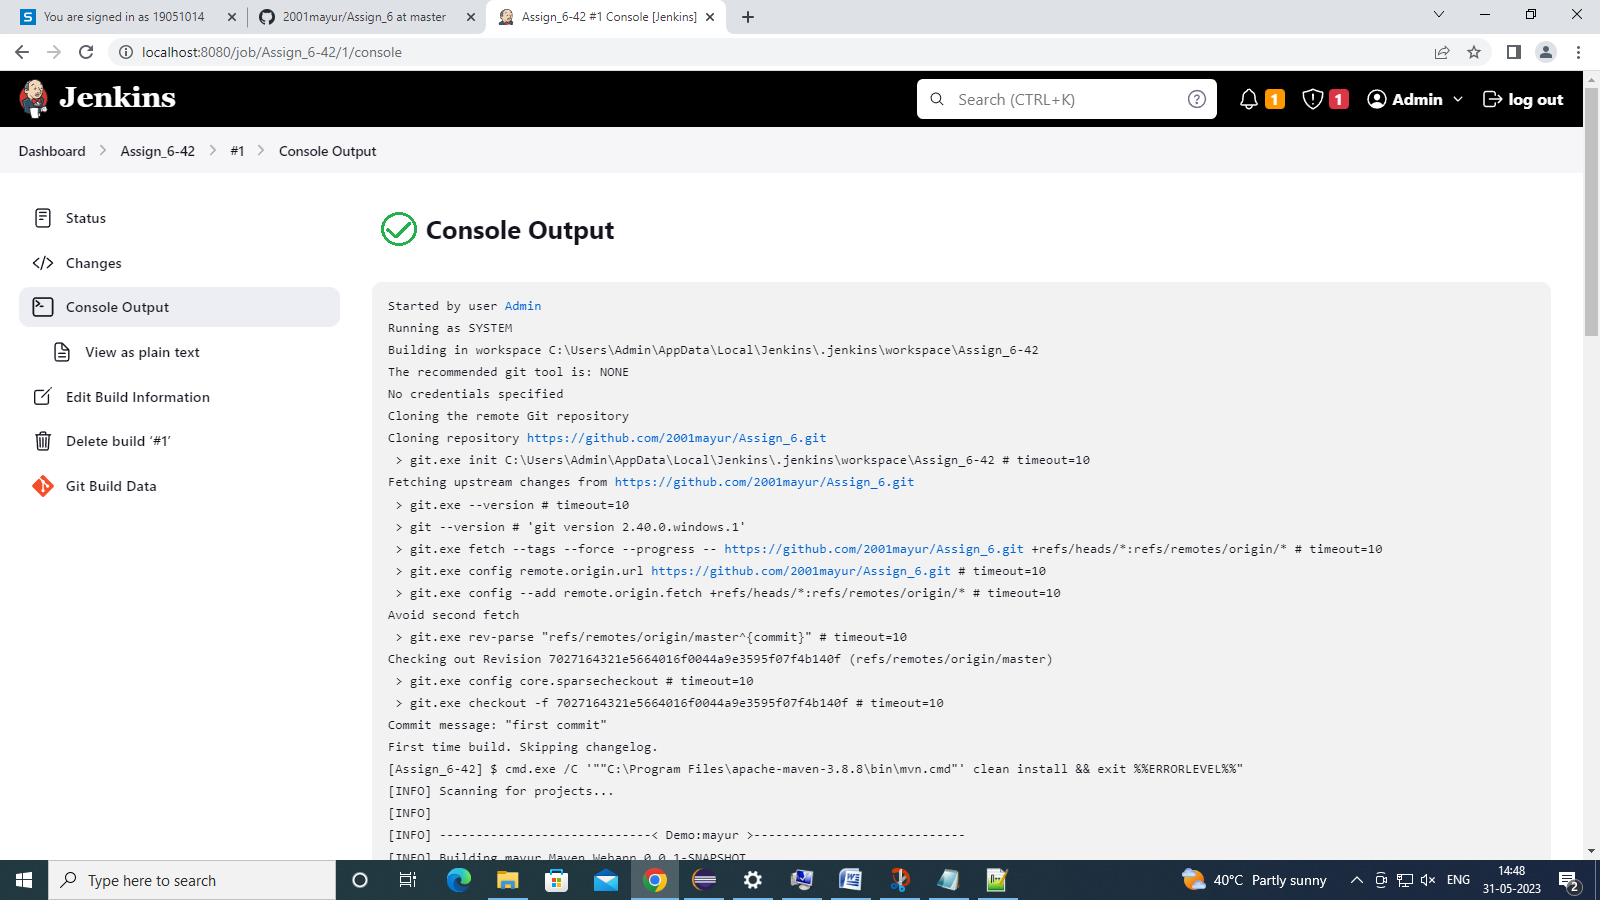 You are signed in as 19051014
2001mayur/Assign_6 at master
Assign_6-42 #1 Console [Jenkins]
localhost:8080/job/Assign_6-42/1/console
Jenkins
Search (CTRL+K)
1
1
Admin
log out
Dashboard
Assign_6-42
#1
Console Output
Status
Changes
Console Output
View as plain text
Edit Build Information
Delete build ‘#1’
Git Build Data
Console Output
Started by user Admin
Running as SYSTEM
Building in workspace C:\Users\Admin\AppData\Local\Jenkins\.jenkins\workspace\Assign_6-42
The recommended git tool is: NONE
No credentials specified
Cloning the remote Git repository
Cloning repository https://github.com/2001mayur/Assign_6.git
> git.exe init C:\Users\Admin\AppData\Local\Jenkins\.jenkins\workspace\Assign_6-42 # timeout=10
Fetching upstream changes from https://github.com/2001mayur/Assign_6.git
> git.exe --version # timeout=10
> git --version # 'git version 2.40.0.windows.1'
> git.exe fetch --tags --force --progress -- https://github.com/2001mayur/Assign_6.git +refs/heads/*:refs/remotes/origin/* # timeout=10
> git.exe config remote.origin.url https://github.com/2001mayur/Assign_6.git # timeout=10
> git.exe config --add remote.origin.fetch +refs/heads/*:refs/remotes/origin/* # timeout=10
Avoid second fetch
> git.exe rev-parse "refs/remotes/origin/master^{commit}" # timeout=10
Checking out Revision 7027164321e5664016f0044a9e3595f07f4b140f (refs/remotes/origin/master)
> git.exe config core.sparsecheckout # timeout=10
> git.exe checkout -f 7027164321e5664016f0044a9e3595f07f4b140f # timeout=10
Commit message: "first commit"
First time build. Skipping changelog.
[Assign_6-42] $ cmd.exe /C '""C:\Program Files\apache-maven-3.8.8\bin\mvn.cmd"' clean install && exit %%ERRORLEVEL%%"
[INFO] Scanning for projects...
[INFO]
[INFO] -----------------------------< Demo:mayur >-----------------------------
[INFO] Building mayur Maven Webapp 0.0.1-SNAPSHOT
Type here to search
40°C Partly sunny
ENG
14:48
31-05-2023
2